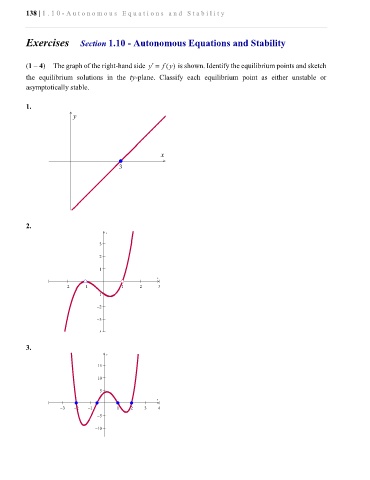 138 | 1.10-Autonomous Equations and Stability
Exercises Section 1.10 - Autonomous Equations and Stability
(1 – 4) The graph of the right-hand side y' = f(y) is shown. Identify the equilibrium points and sketch
the equilibrium solutions in the ty-plane. Classify each equilibrium point as either unstable or
asymptotically stable.
1.
y
x
3
2.
3
2
1
2 1 1 2 3
-2
-3
3.
15
10
5
-3 -1 1 2 3 4
-5
-10